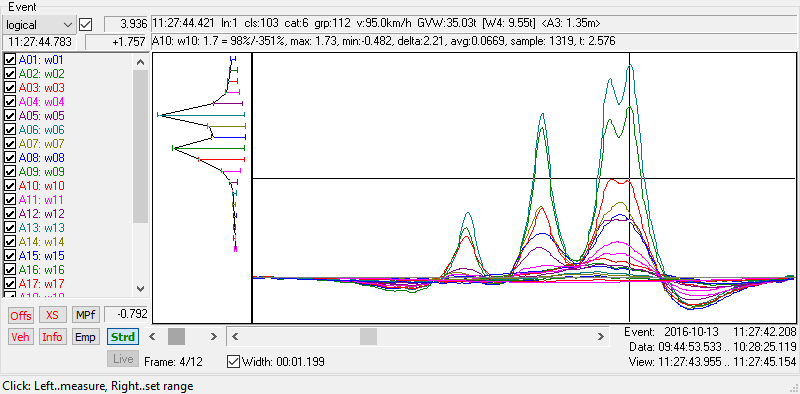 Event
logical 3.936 11:27:44.421 ln:1 cls:103 cat:6 grp:112 v:95.0km/h GVW:35.03t [W4: 9.55t] <A3: 1.35m>
11:27:44.783 +1.757 A10: w10: 1.7 = 98%/-351%, max: 1.73, min:-0.482, delta:2.21, avg:0.0669, sample: 1319, t: 2.576
A01: w01
A02: w02
A03: w03
A04: w04
A05: w05
A06: w06
A07: w07
A08: w08
A09: w09
A10: w10
A11: w11
A12: w12
A13: w13
A14: w14
A15: w15
A16: w16
A17: w17
Offs XS MPf -0.792
Veh Info Emp Strd
Live
Frame: 4/12 Width: 00:01.199
Event: 2016-10-13 11:27:42.208
Data: 09:44:53.533 .. 10:28:25.119
View: 11:27:43.955 .. 11:27:45.154
Click: Left..measure, Right..set range